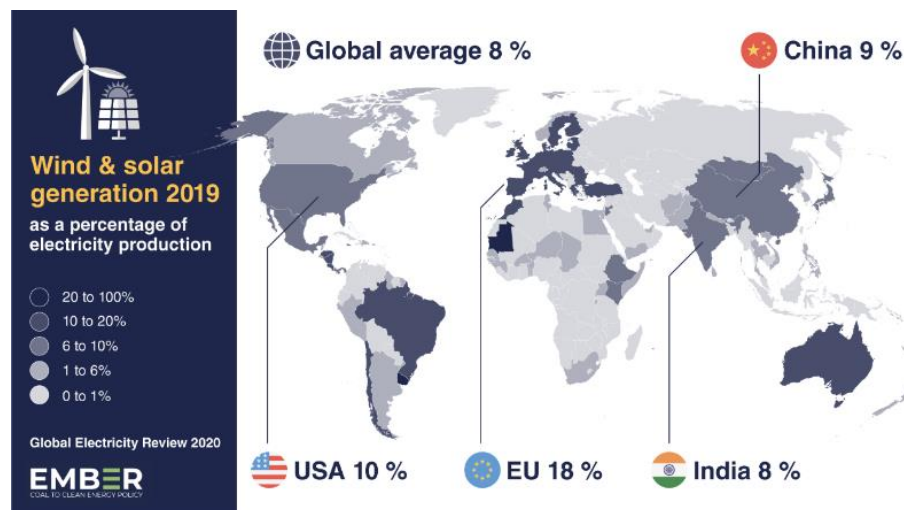 Global average 8 %
China 9 %
Wind & solar
generation 2019
as a percentage of
electricity production
20 to 100%
10 to 20%
6 to 10%
1 to 6%
0 to 1%
Global Electricity Review 2020
EMBER
COAL TO CLEAN ENERGY POLICY
USA 10 %
EU 18 %
India 8 %